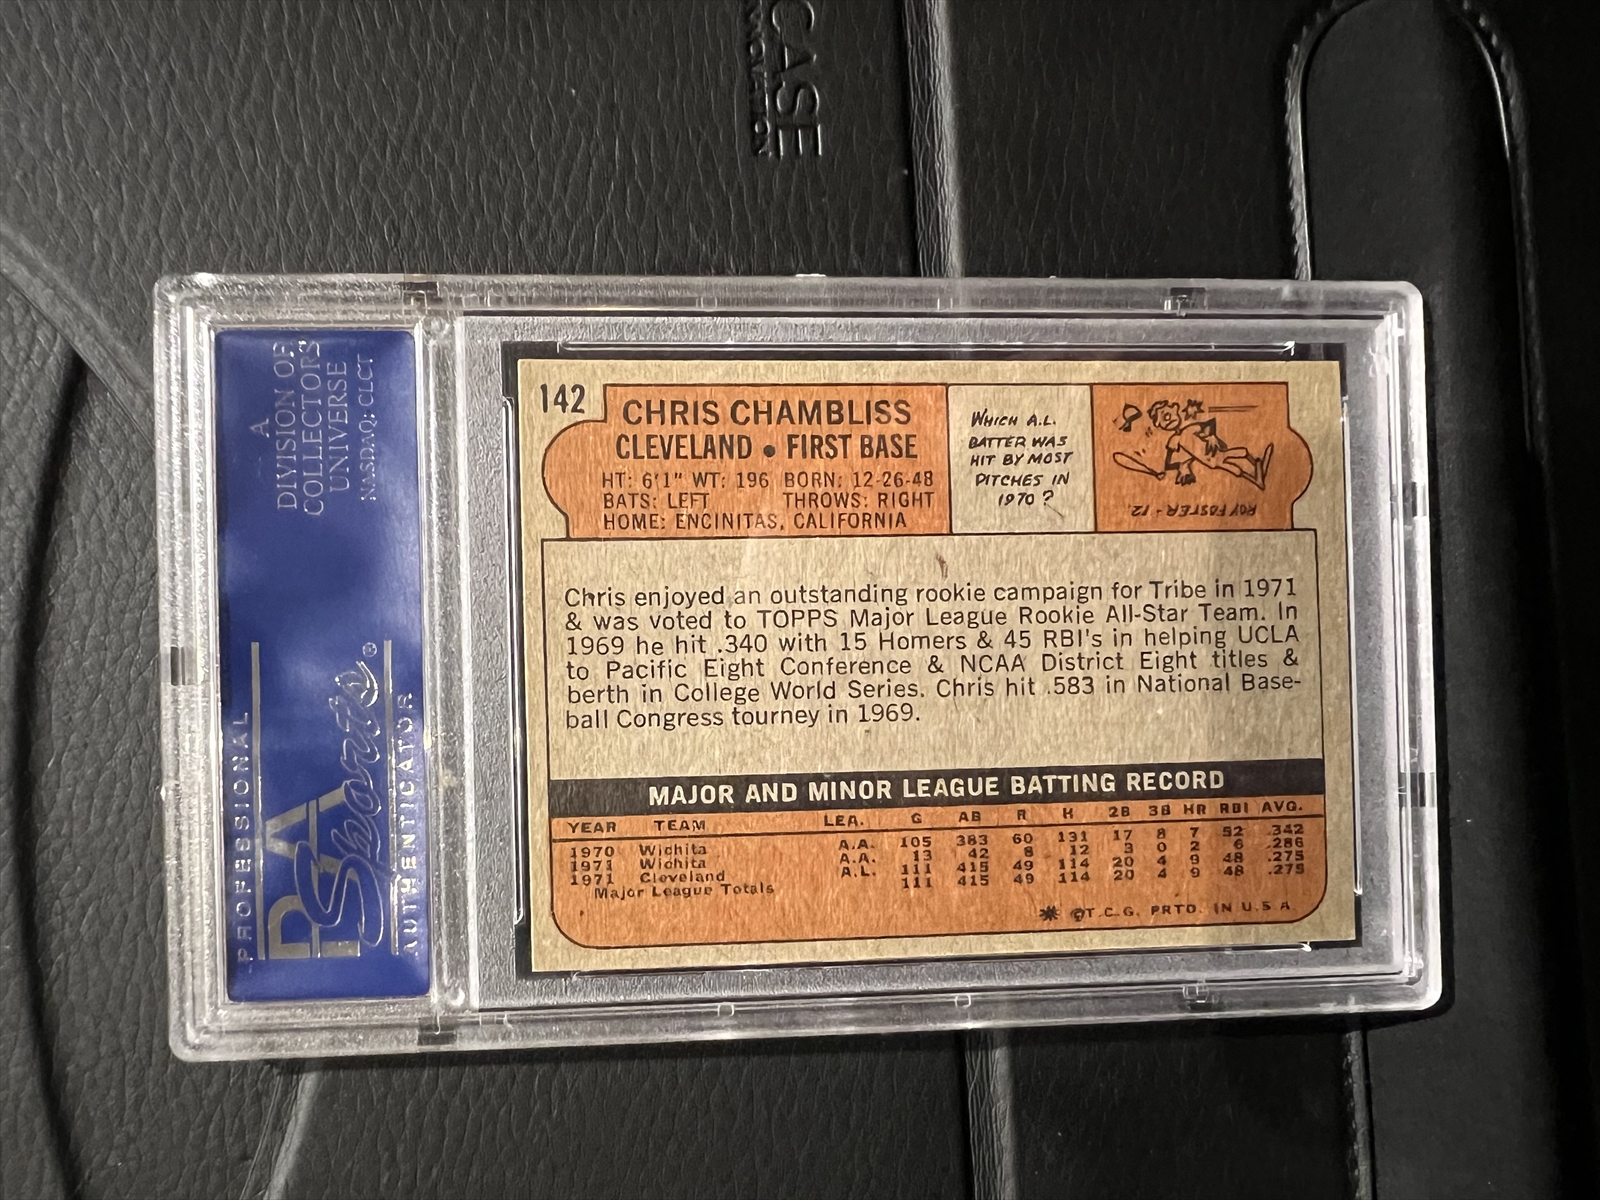 CASE
A
DIVISION OF
COLLECTORS
UNIVERSE
NASDAQ: CLCT
PROFESSIONAL
PSA
Sports®
AUTHENTICATOR
142
CHRIS CHAMBLISS
CLEVELAND • FIRST BASE
HT: 6'1" WT: 196 BORN: 12-26-48
BATS: LEFT THROWS: RIGHT
HOME: ENCINITAS, CALIFORNIA
WHICH A.L.
BATTER WAS
HIT BY MOST
PITCHES IN
1970?
ROY FOSTER - 12.
Chris enjoyed an outstanding rookie campaign for Tribe in 1971
& was voted to TOPPS Major League Rookie All-Star Team. In
1969 he hit .340 with 15 Homers & 45 RBI's in helping UCLA
to Pacific Eight Conference & NCAA District Eight titles &
berth in College World Series. Chris hit .583 in National Base-
ball Congress tourney in 1969.
MAJOR AND MINOR LEAGUE BATTING RECORD
YEAR TEAM LEA. G AB R H 2B 3B HR RBI AVG.
1970 Wichita A.A. 105 383 60 131 17 8 7 52 .342
1971 Wichita A.A. 13 42 8 12 3 0 2 6 .286
1971 Cleveland A.L. 111 415 49 114 20 4 9 48 .275
Major League Totals 111 415 49 114 20 4 9 48 .275
©T.C.G. PRTD. IN U.S.A.